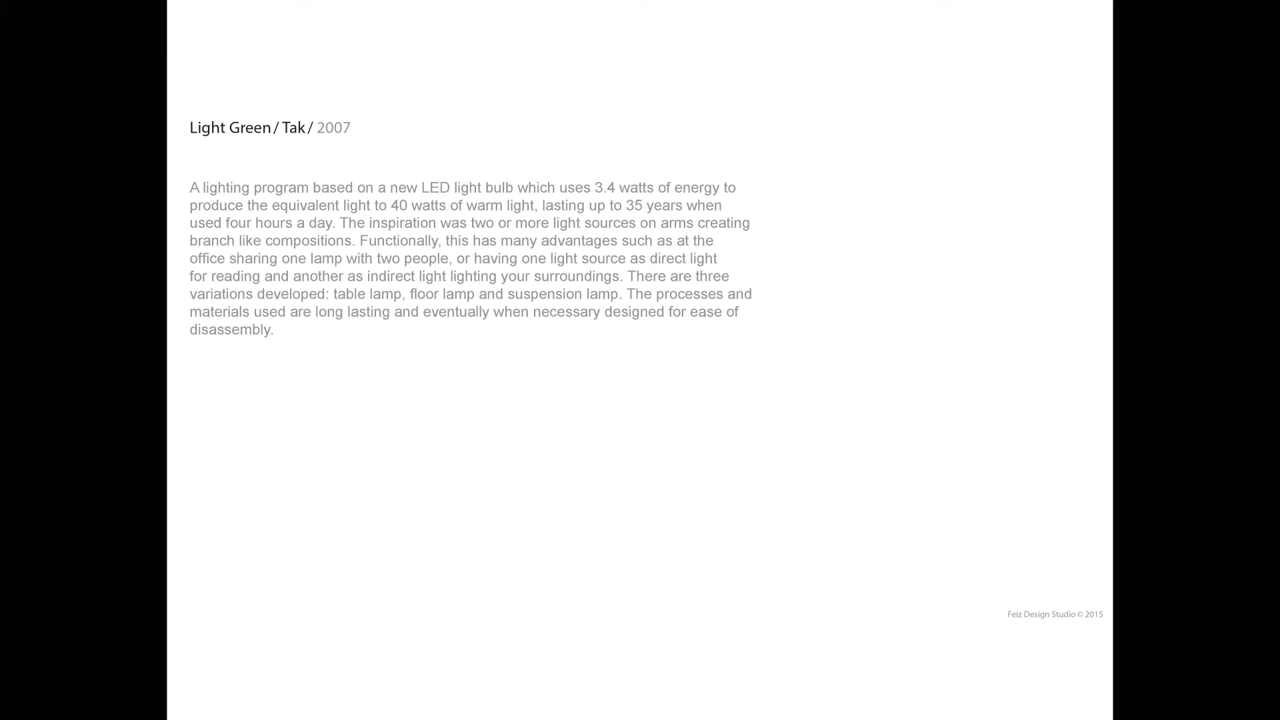 Light Green / Tak / 2007
A lighting program based on a new LED light bulb which uses 3.4 watts of energy to
produce the equivalent light to 40 watts of warm light, lasting up to 35 years when
used four hours a day. The inspiration was two or more light sources on arms creating
branch like compositions. Functionally, this has many advantages such as at the
office sharing one lamp with two people, or having one light source as direct light
for reading and another as indirect light lighting your surroundings. There are three
variations developed: table lamp, floor lamp and suspension lamp. The processes and
materials used are long lasting and eventually when necessary designed for ease of
disassembly.
Feiz Design Studio © 2015